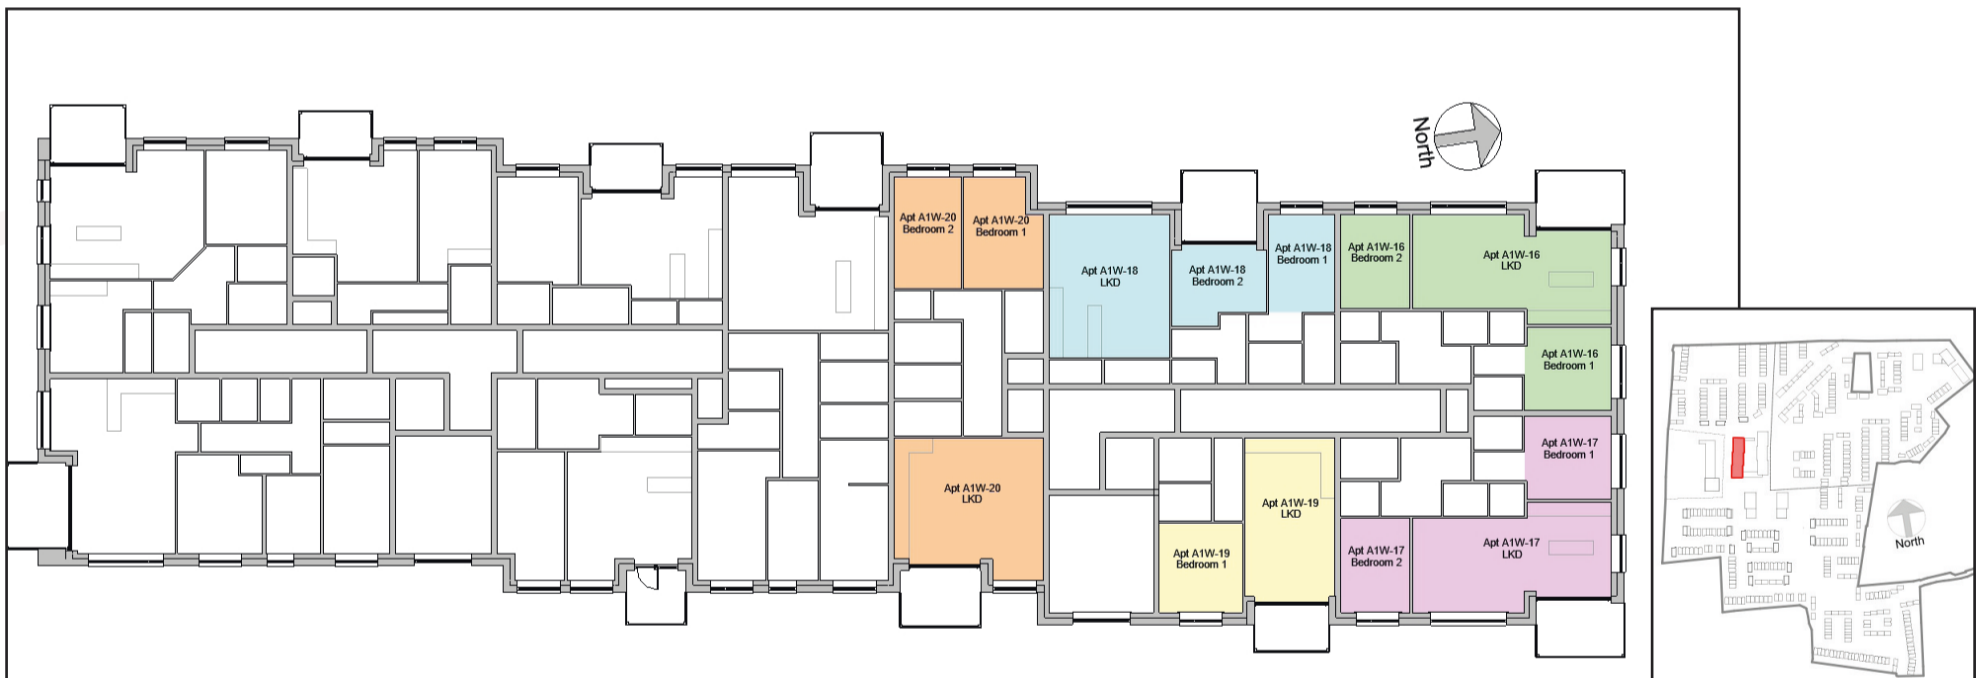 North
Apt A1W-20
Bedroom 2
Apt A1W-20
Bedroom 1
Apt A1W-18
LKD
Apt A1W-18
Bedroom 2
Apt A1W-18
Bedroom 1
Apt A1W-16
Bedroom 2
Apt A1W-16
LKD
Apt A1W-16
Bedroom 1
Apt A1W-17
Bedroom 1
Apt A1W-20
LKD
Apt A1W-19
LKD
Apt A1W-19
Bedroom 1
Apt A1W-17
Bedroom 2
Apt A1W-17
LKD
North